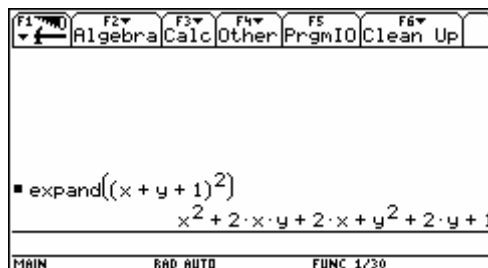 F1 F2 F3 F4 F5 F6
Algebra Calc Other PrgmIO Clean Up
▪ expand((x + y + 1)²)
x² + 2·x·y + 2·x + y² + 2·y + 1
MAIN RAD AUTO FUNC 1/30